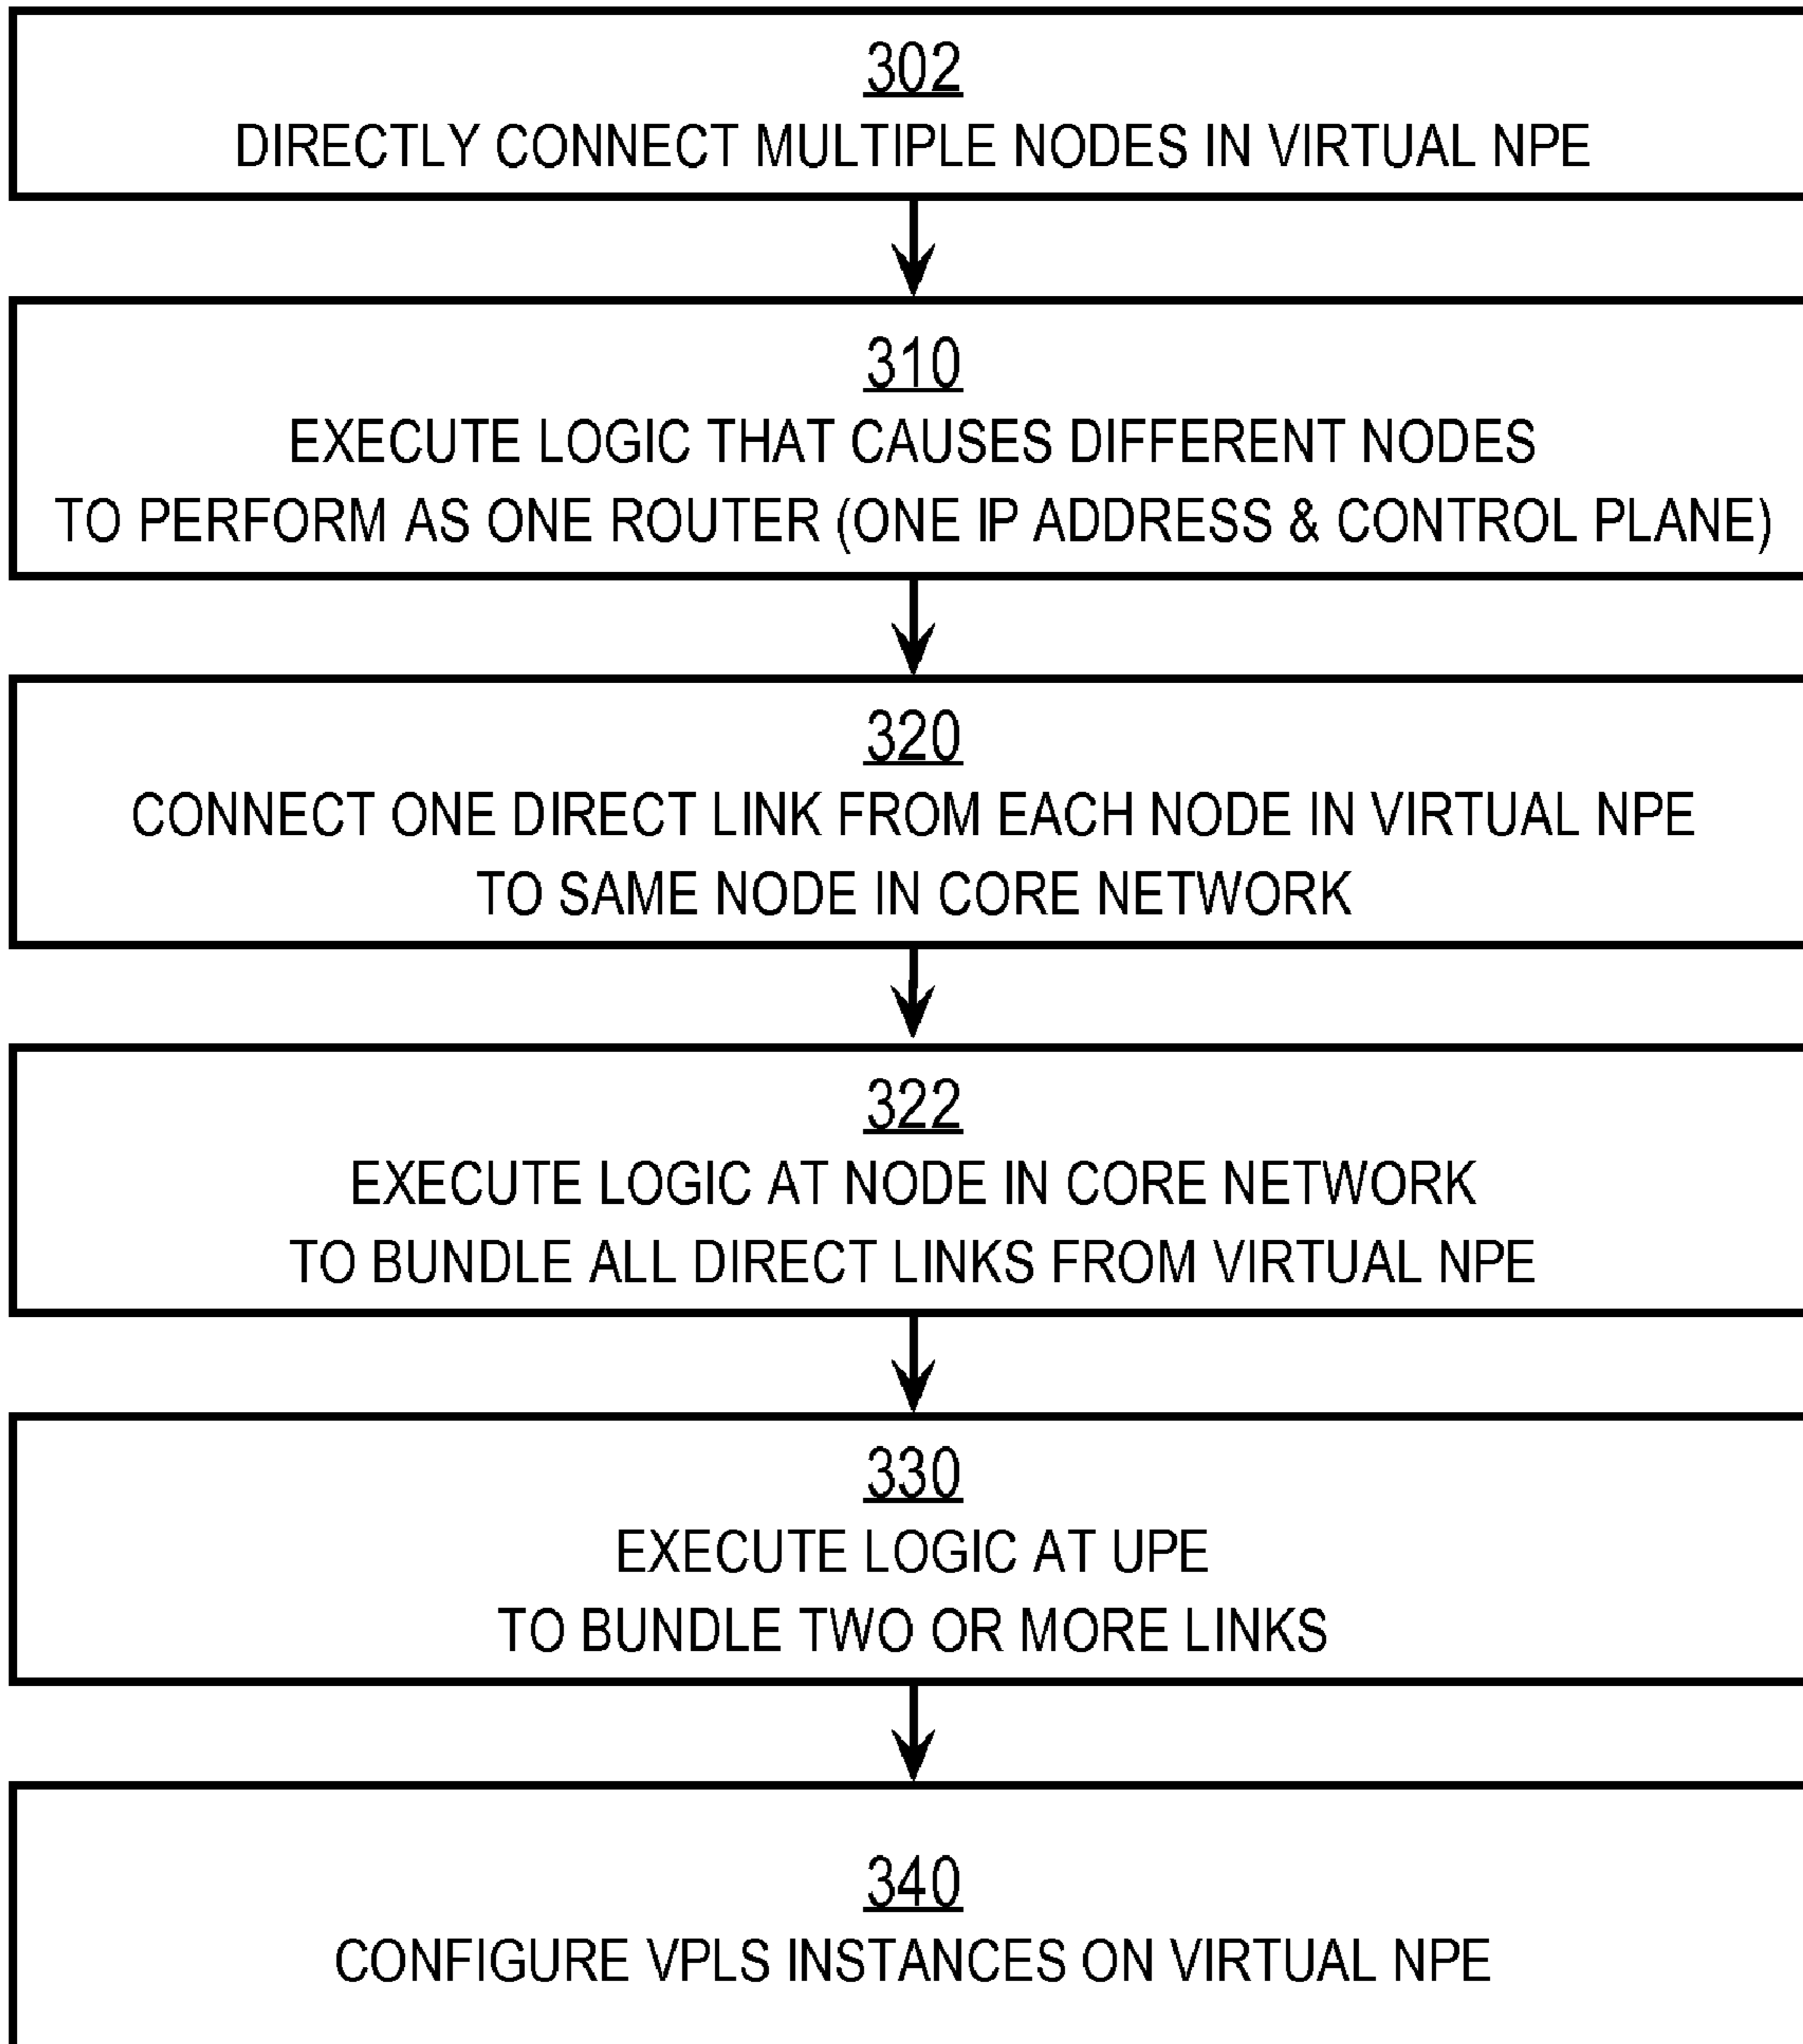 302
DIRECTLY CONNECT MULTIPLE NODES IN VIRTUAL NPE
310
EXECUTE LOGIC THAT CAUSES DIFFERENT NODES
TO PERFORM AS ONE ROUTER (ONE IP ADDRESS & CONTROL PLANE)
320
CONNECT ONE DIRECT LINK FROM EACH NODE IN VIRTUAL NPE
TO SAME NODE IN CORE NETWORK
322
EXECUTE LOGIC AT NODE IN CORE NETWORK
TO BUNDLE ALL DIRECT LINKS FROM VIRTUAL NPE
330
EXECUTE LOGIC AT UPE
TO BUNDLE TWO OR MORE LINKS
340
CONFIGURE VPLS INSTANCES ON VIRTUAL NPE